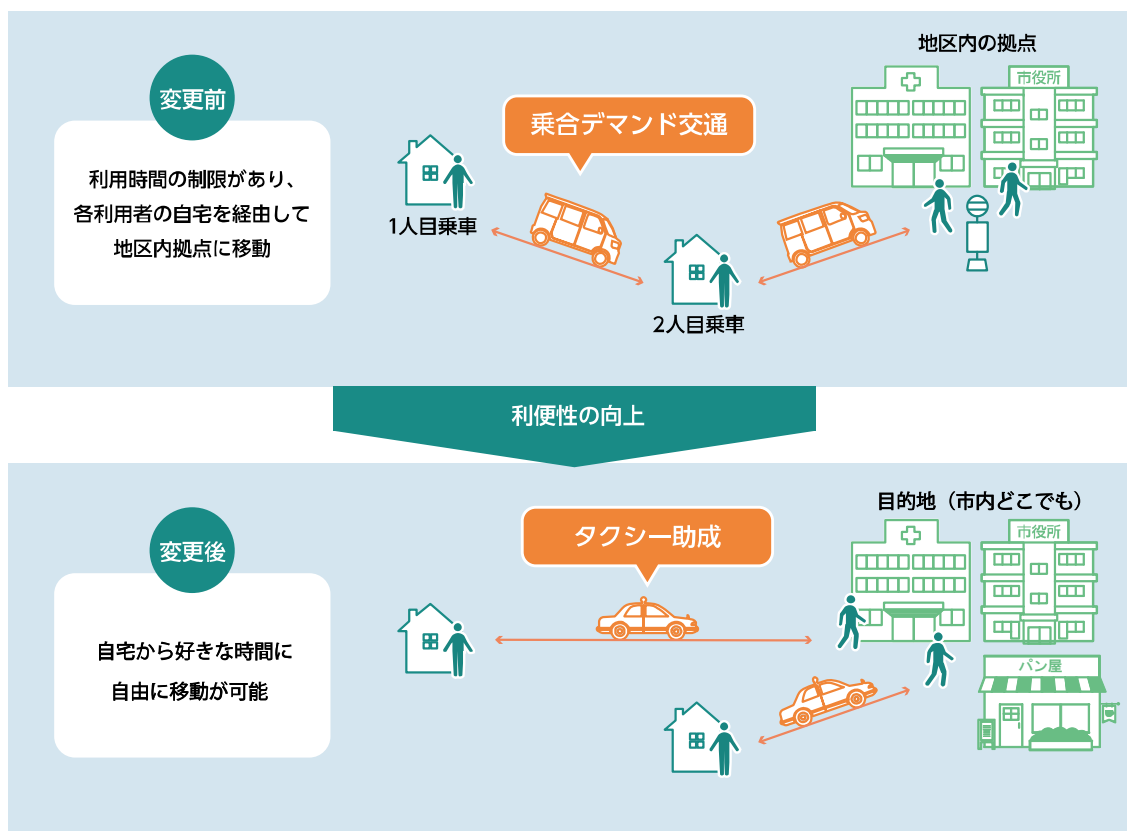 変更前
利用時間の制限があり、
各利用者の自宅を経由して
地区内拠点に移動
乗合デマンド交通
1人目乗車
2人目乗車
地区内の拠点
市役所
利便性の向上
変更後
自宅から好きな時間に
自由に移動が可能
タクシー助成
目的地（市内どこでも）
市役所
パン屋